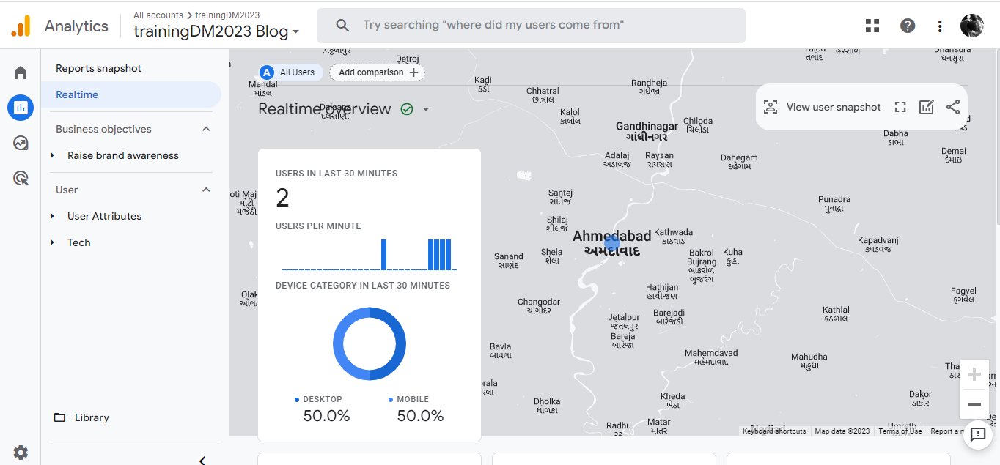 All accounts > trainingDM2023
Analytics
trainingDM2023 Blog
Try searching "where did my users come from"
Reports snapshot
Realtime
Business objectives
Raise brand awareness
User
User Attributes
Tech
Library
A All Users
Add comparison +
Realtime overview
View user snapshot
USERS IN LAST 30 MINUTES
2
USERS PER MINUTE
DEVICE CATEGORY IN LAST 30 MINUTES
DESKTOP
50.0%
MOBILE
50.0%
Detroj
Mandal
માંડલ
દલસાણા
Kadi
કડી
Chhatral
છત્રાલ
Kalol
કાલોલ
Randheja
રાંધેજા
Gandhinagar
ગાંધીનગર
Chiloda
ચિલોડા
તલોદ
હરસોળ
ધનસુરા
Dabha
ડાભા
Demai
દેમાઇ
Adalaj
અડાલજ
Raysan
રાયસણ
Dahegam
દહેગામ
મોટી
મજેઠી
Santej
સાંતેજ
Punadra
પુનાદ્રા
Shilaj
શીલજ
Ahmedabad
અમદાવાદ
Kathwada
કાઠવાડ
Kapadvanj
કપડવંજ
Sanand
સાણંદ
Shela
શેલા
Bakrol
Bujrang
બાકરોળ
બુજરંગ
Kuha
કુહા
Hathijan
હાથીજણ
Fagvel
ફાગવેલ
Changodar
ચાંગોદર
Kathlal
કઠલાલ
Jetalpur
જેતલપુર
Barejadi
બારેજડી
Bareja
બારેજા
Bavla
બાવલા
Mahemdavad
મહેમદાવાદ
Mahudha
મહુધા
Dholka
ધોળકા
Kheda
ખેડા
Dakor
ડાકોર
Radhu
રઢુ
Matar
માતર
Keyboard shortcuts
Map data ©2023
Terms of Use